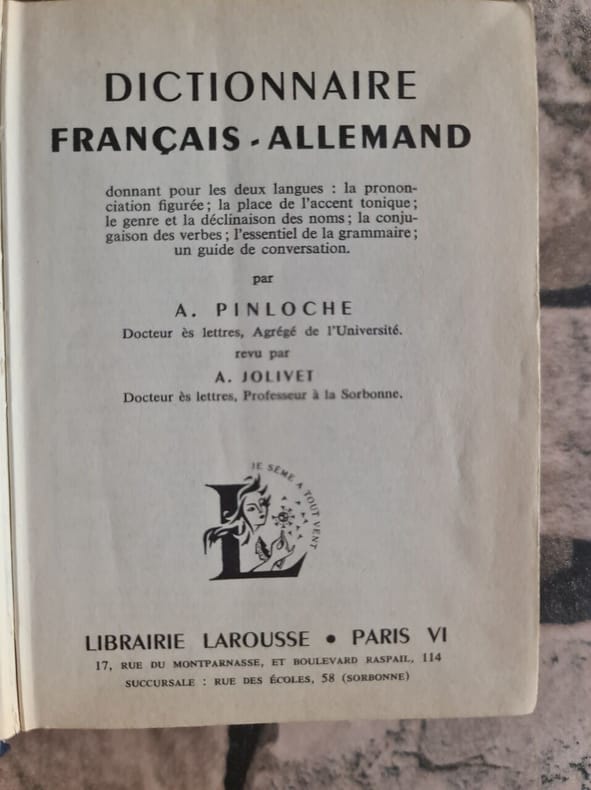 DICTIONNAIRE
FRANÇAIS - ALLEMAND
donnant pour les deux langues : la pronon-
ciation figurée ; la place de l'accent tonique ;
le genre et la déclinaison des noms ; la conju-
gaison des verbes ; l'essentiel de la grammaire ;
un guide de conversation.
par
A. PINLOCHE
Docteur ès lettres, Agrégé de l'Université.
revu par
A. JOLIVET
Docteur ès lettres, Professeur à la Sorbonne.
JE SÈME A TOUT VENT
L
LIBRAIRIE LAROUSSE • PARIS VI
17, RUE DU MONTPARNASSE, ET BOULEVARD RASPAIL, 114
SUCCURSALE : RUE DES ÉCOLES, 58 (SORBONNE)